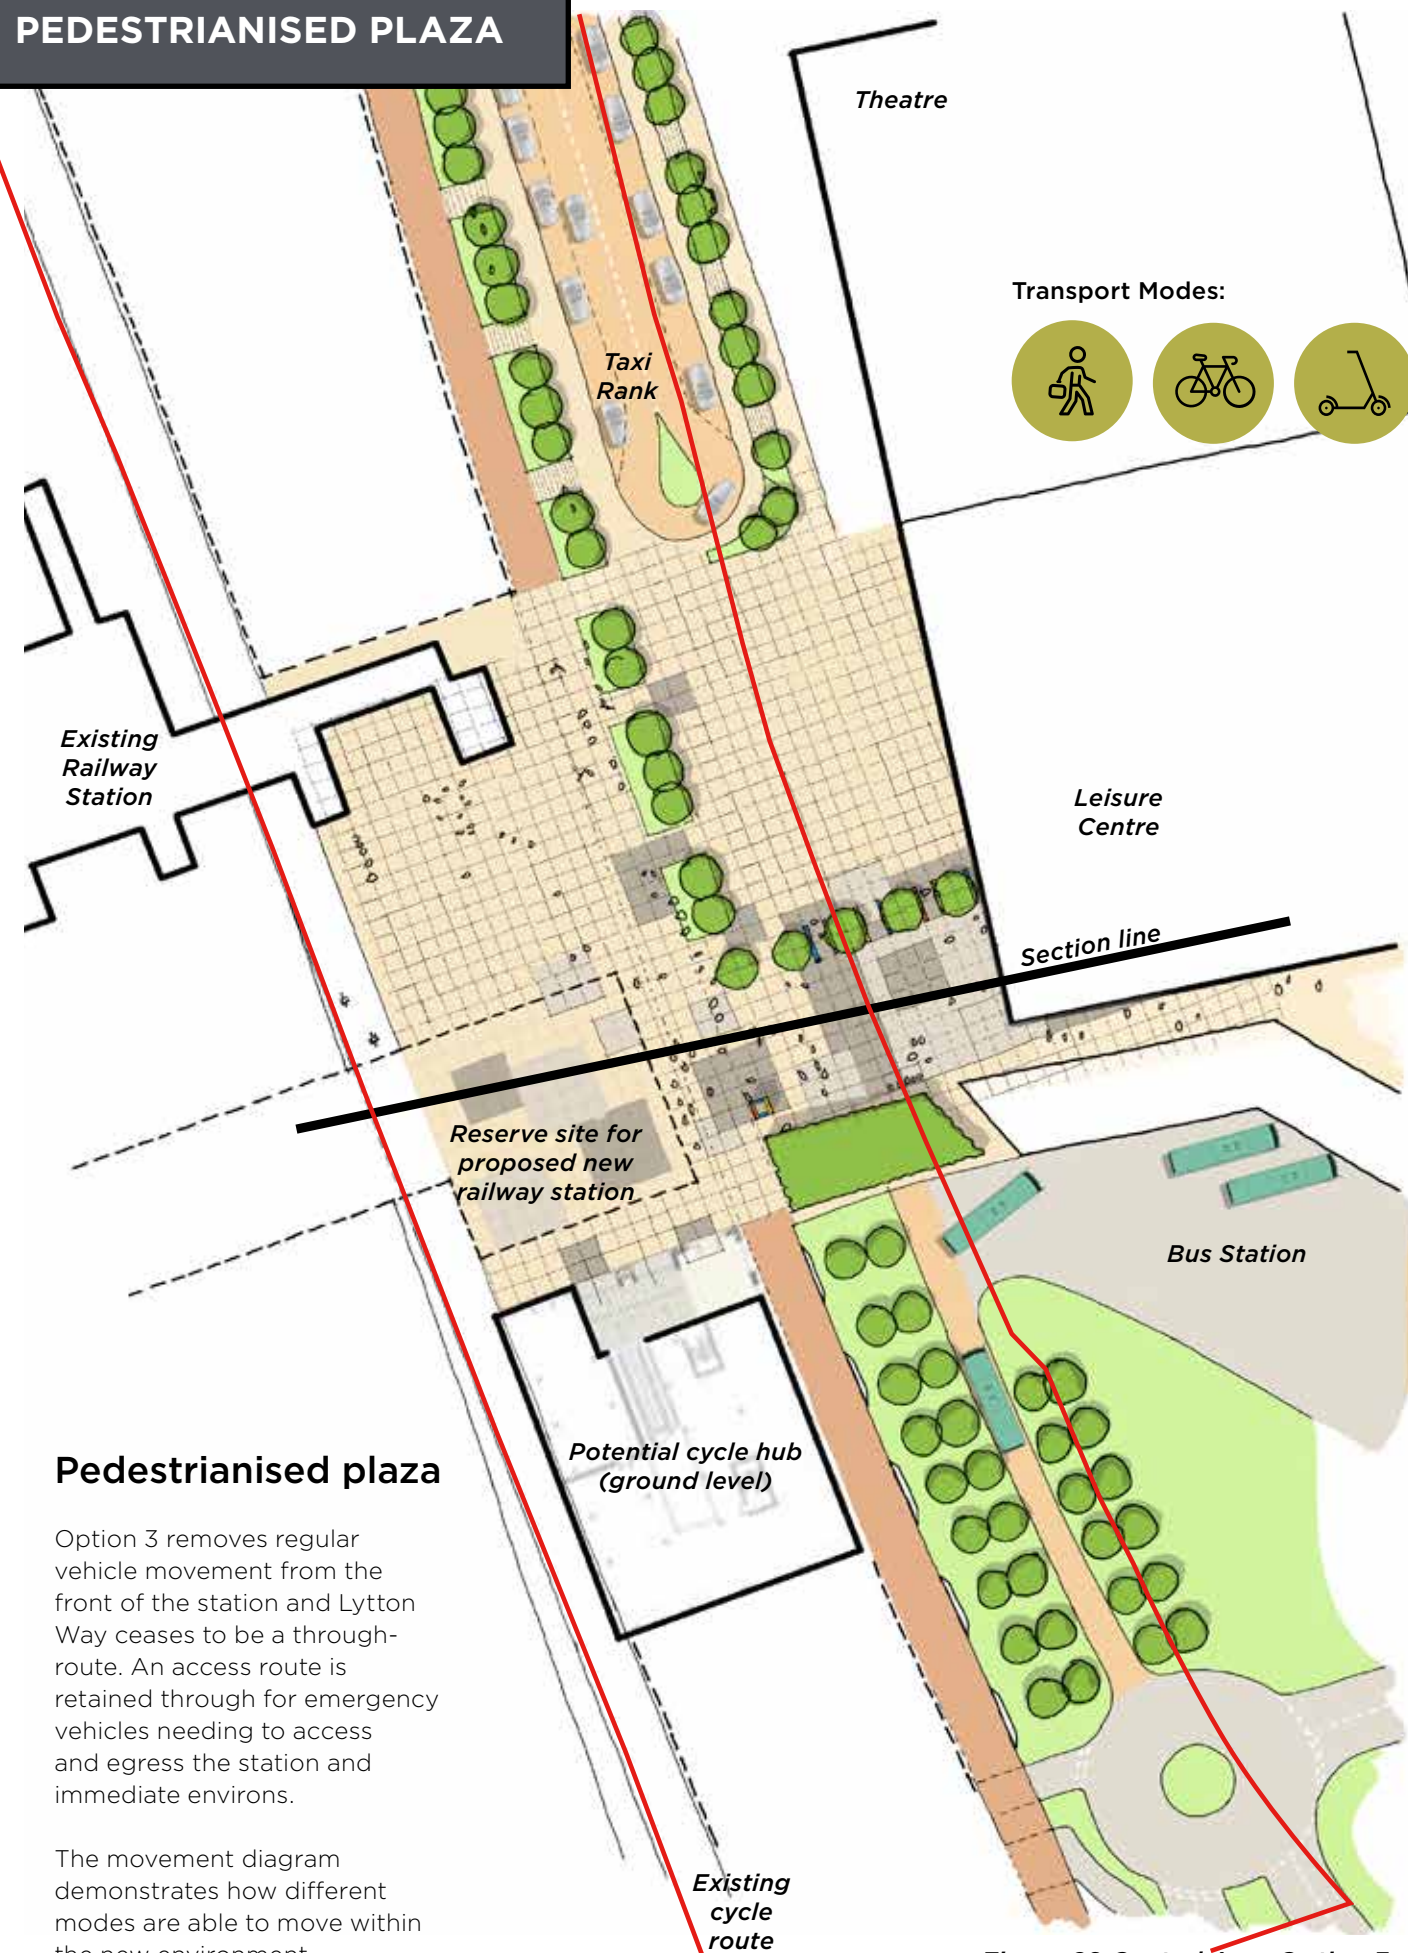 PEDESTRIANISED PLAZA
Theatre
Transport Modes:
Taxi
Rank
Existing
Railway
Station
Leisure
Centre
Section line
Reserve site for
proposed new
railway station
Bus Station
Potential cycle hub
(ground level)
Pedestrianised plaza
Option 3 removes regular
vehicle movement from the
front of the station and Lytton
Way ceases to be a through-
route. An access route is
retained through for emergency
vehicles needing to access
and egress the station and
immediate environs.
The movement diagram
demonstrates how different
modes are able to move within
the new environment
Existing
cycle
route